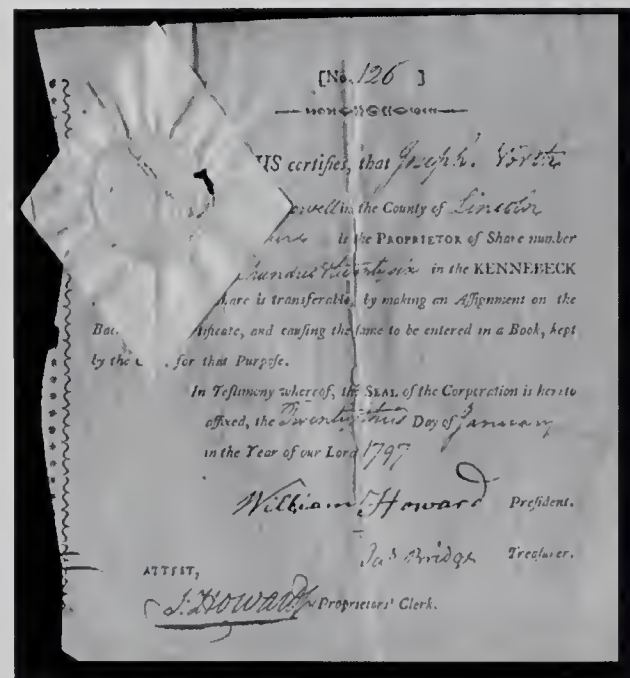 [No. 126 ]
HIS certifies, that Joseph North
owell in the County of Lincoln
is the PROPRIETOR of Share number
hundred twenty six in the KENNEBECK
hare is transferable, by making an Assignment on the
Bac tificate, and causing the same to be entered in a Book, kept
by the for that Purpose.
In Testimony whereof, the SEAL of the Corporation is hereto
affixed, the Twenty Day of January
in the Year of our Lord 1797
William Howard President.
Jas Bridge Treasurer.
ATTEST,
S. Howard Proprietors' Clerk.